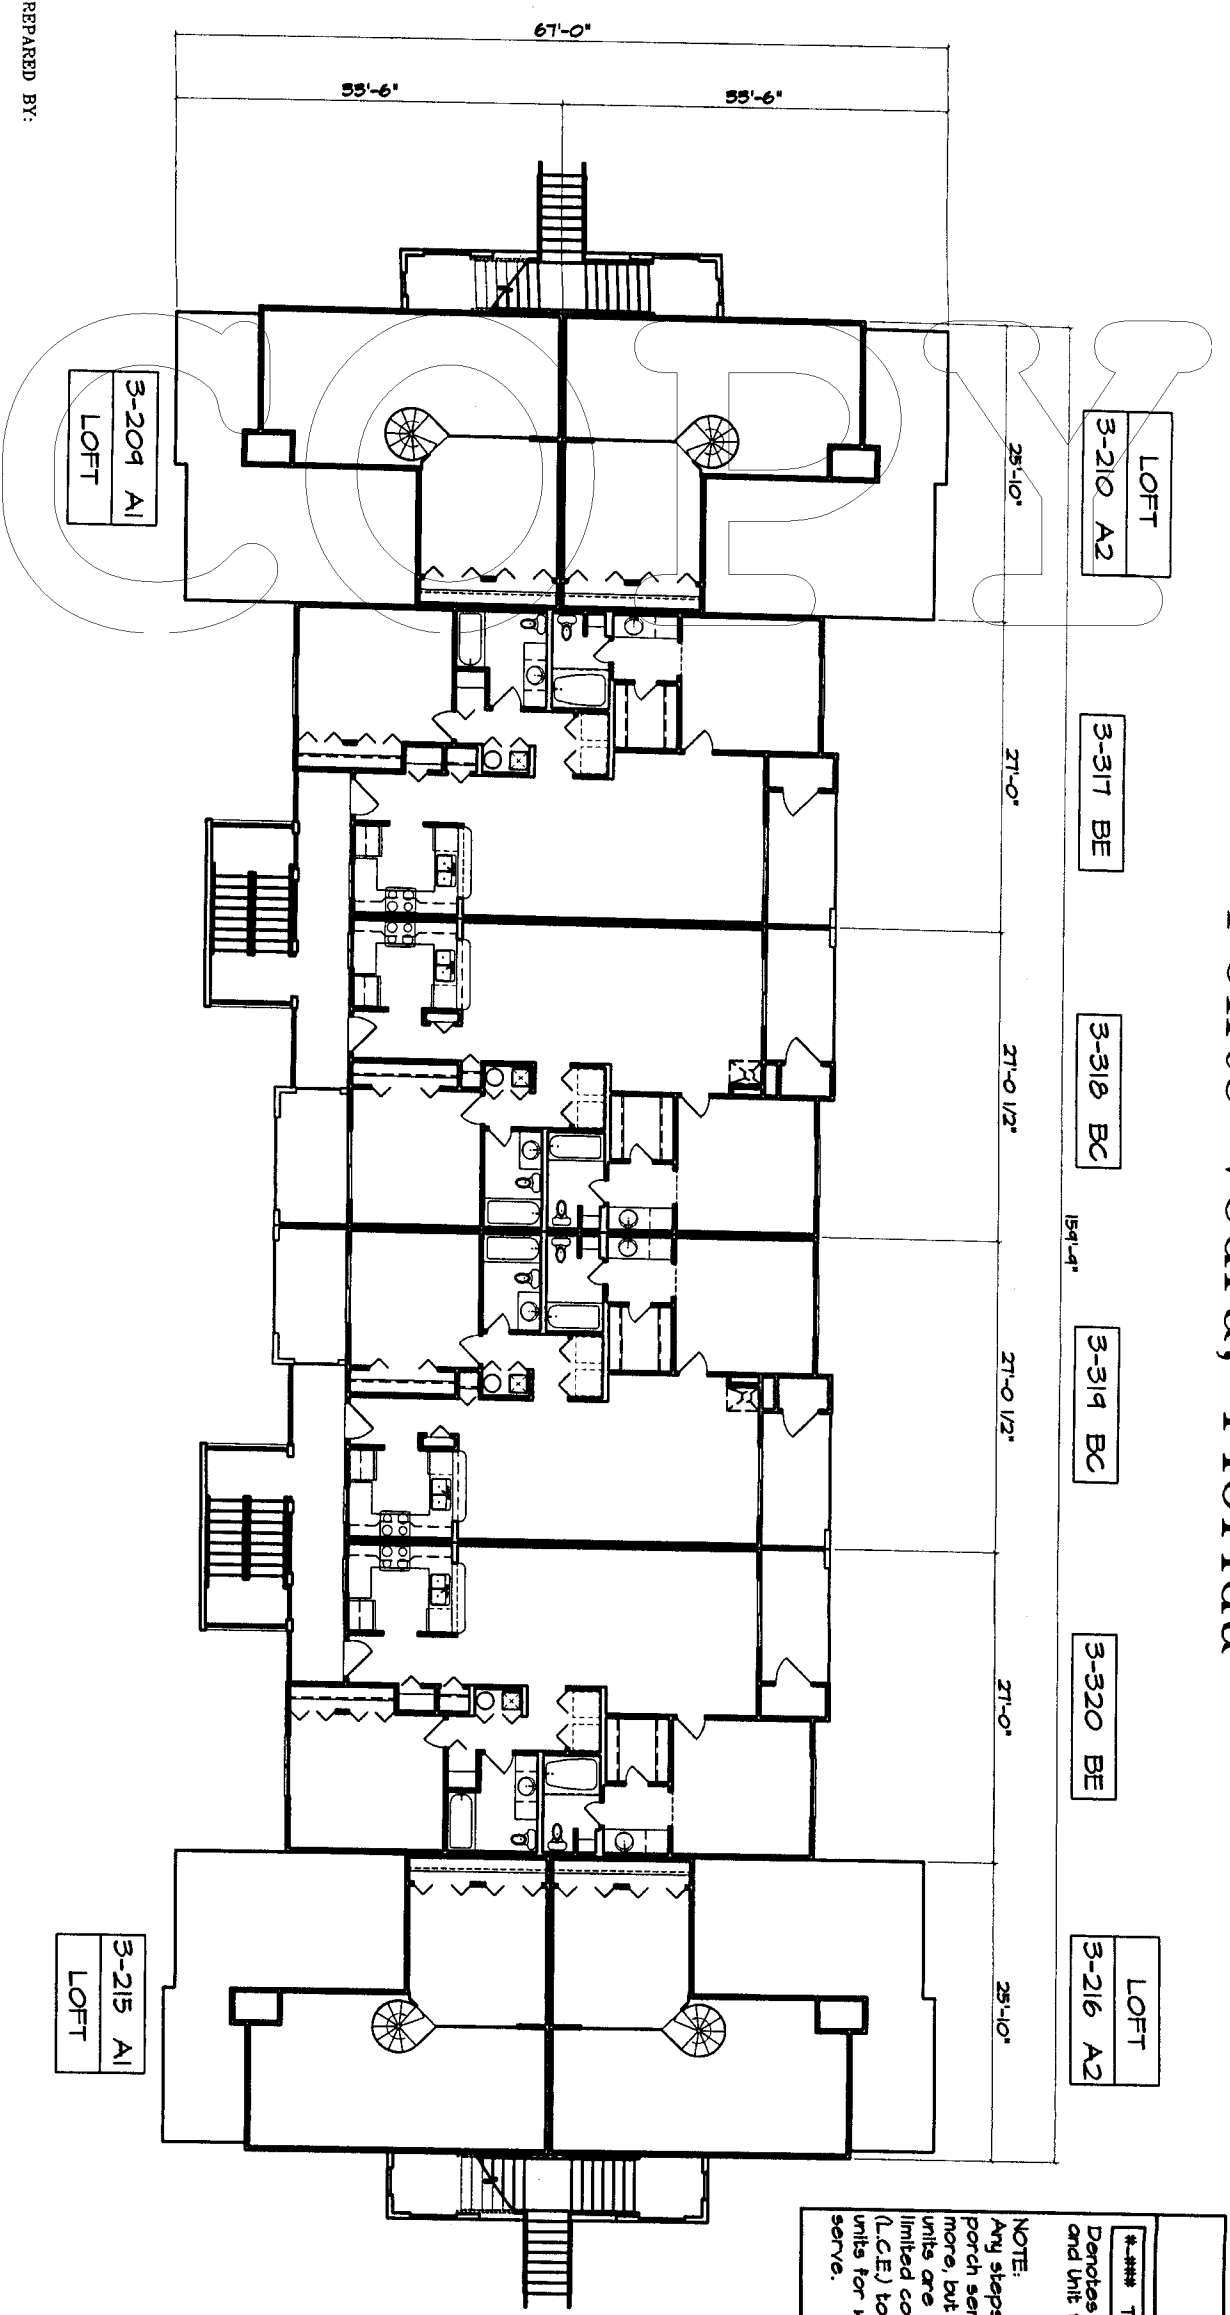 Florida
LOFT
3-210 A2
3-317 BE
3-318 BC
3-319 BC
3-320 BE
LOFT
3-216 A2
159'-9"
25'-10"
27'-0"
27'-0 1/2"
27'-0 1/2"
27'-0"
25'-10"
67'-0"
33'-6"
33'-6"
COPY
3-209 A1
LOFT
3-215 A1
LOFT
#-###
Denotes
and Unit
NOTE:
Any steps
porch
more, but
units are
limited
(L.C.E.) to
units for
serve.
REPARED BY: